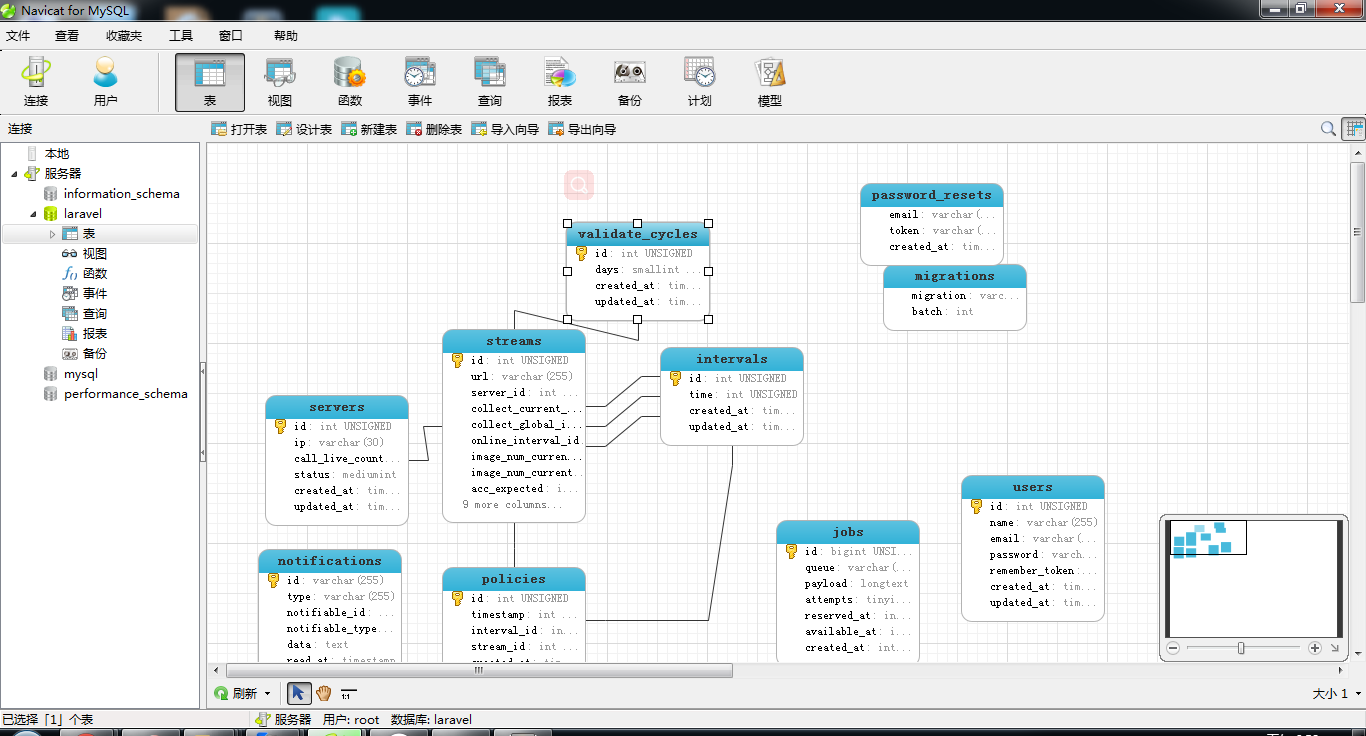 Navicat for MySQL
文件 查看 收藏夹 工具 窗口 帮助
连接 用户 表 视图 函数 事件 查询 报表 备份 计划 模型
连接 打开表 设计表 新建表 删除表 导入向导 导出向导
本地
服务器
information_schema
laravel
表
视图
函数
事件
查询
报表
备份
mysql
performance_schema
validate_cycles
id: int UNSIGNED
days: smallint ...
created_at: tim...
updated_at: tim...
password_resets
email: varchar(...
token: varchar(...
created_at: tim...
migrations
migration: varc...
batch: int
streams
id: int UNSIGNED
url: varchar(255)
server_id: int ...
collect_current_...
collect_global_i...
online_interval_id
image_num_curren...
image_num_current...
acc_expected: i...
9 more columns...
intervals
id: int UNSIGNED
time: int UNSIGNED
created_at: tim...
updated_at: tim...
servers
id: int UNSIGNED
ip: varchar(30)
call_live_count...
status: mediumint
created_at: tim...
updated_at: tim...
users
id: int UNSIGNED
name: varchar(255)
email: varchar(...
password: varch...
remember_token:...
created_at: tim...
updated_at: tim...
jobs
id: bigint UNSI...
queue: varchar(...
payload: longtext
attempts: tinyi...
reserved_at: in...
available_at: i...
created_at: int...
notifications
id: varchar(255)
type: varchar(255)
notifiable_id: ...
notifiable_type...
data: text
read_at: timestamp
policies
id: int UNSIGNED
timestamp: int ...
interval_id: in...
stream_id: int ...
刷新 1:1 大小 1
已选择「1」个表 服务器 用户: root 数据库: laravel